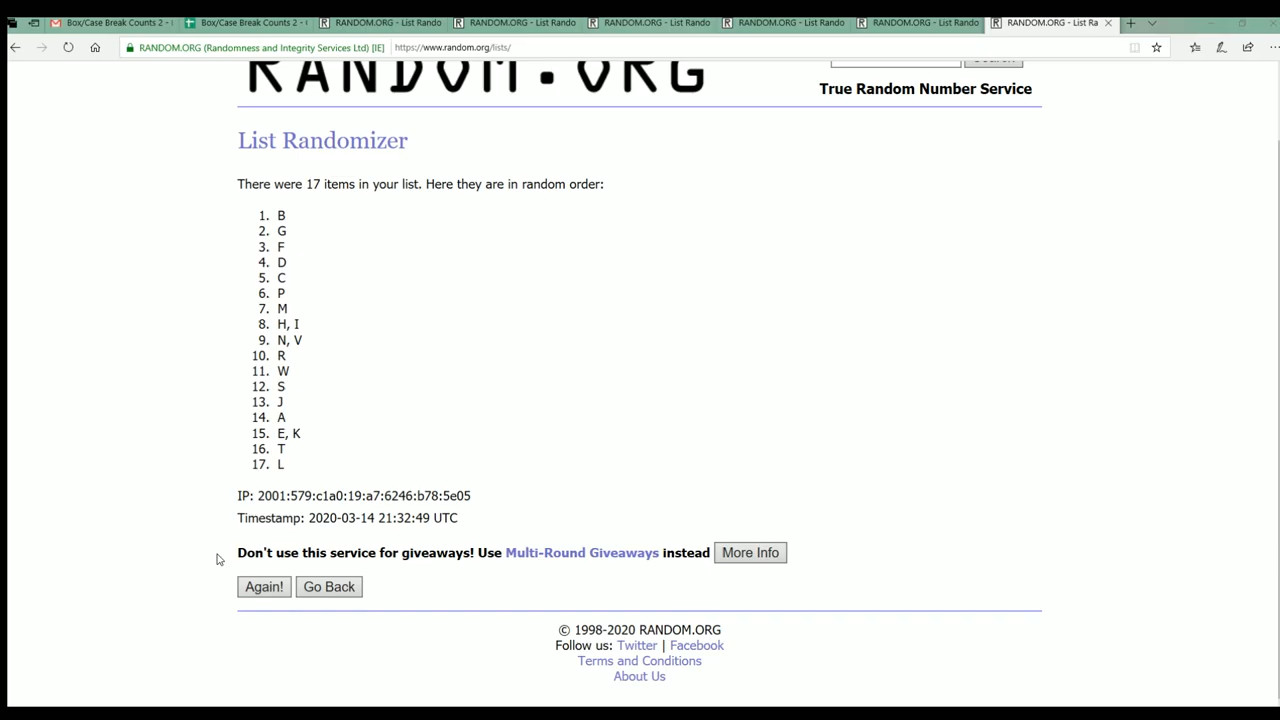 Box/Case Break Counts 2 -
Box/Case Break Counts 2 -
RANDOM.ORG - List Rando
RANDOM.ORG - List Rando
RANDOM.ORG - List Rando
RANDOM.ORG - List Rando
RANDOM.ORG - List Rando
RANDOM.ORG - List Ra
RANDOM.ORG (Randomness and Integrity Services Ltd) [IE]
https://www.random.org/lists/
RANDOM.ORG
Search
True Random Number Service
List Randomizer
There were 17 items in your list. Here they are in random order:
1. B
2. G
3. F
4. D
5. C
6. P
7. M
8. H, I
9. N, V
10. R
11. W
12. S
13. J
14. A
15. E, K
16. T
17. L
IP: 2001:579:c1a0:19:a7:6246:b78:5e05
Timestamp: 2020-03-14 21:32:49 UTC
Don't use this service for giveaways! Use Multi-Round Giveaways instead More Info
Again! Go Back
© 1998-2020 RANDOM.ORG
Follow us: Twitter | Facebook
Terms and Conditions
About Us